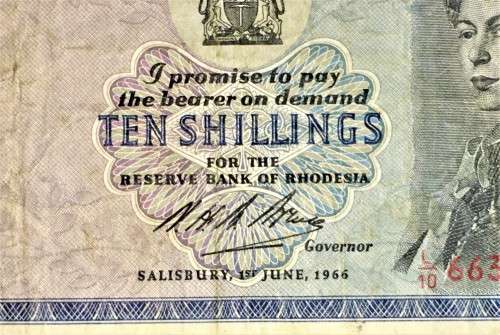 I promise to pay
the bearer on demand
TEN SHILLINGS
FOR THE
RESERVE BANK OF RHODESIA
Governor
SALISBURY, 1ST JUNE, 1966
L/10 663